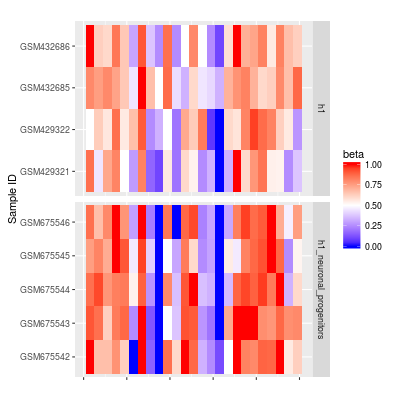 GSM432686
GSM432685
GSM429322
GSM429321
h1
GSM675546
GSM675545
GSM675544
GSM675543
GSM675542
h1_neuronal_progenitors
Sample ID
beta
1.00
0.75
0.50
0.25
0.00